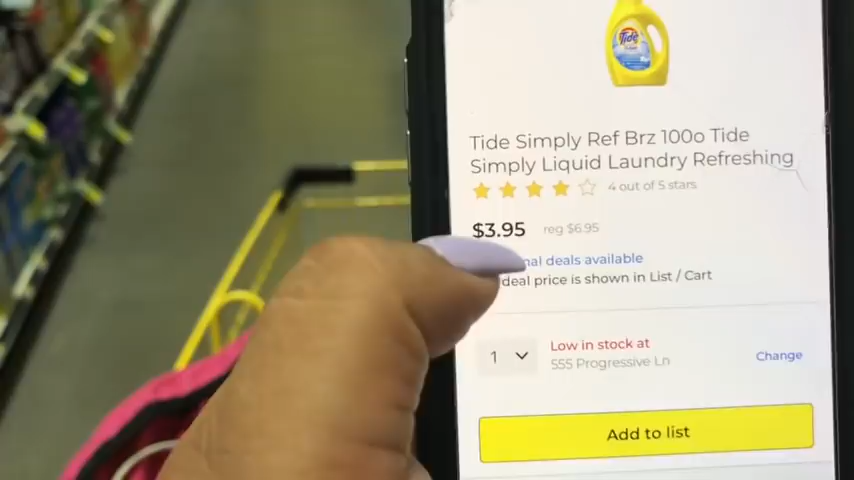 Tide
Tide Simply Ref Brz 100o Tide
Simply Liquid Laundry Refreshing
4 out of 5 stars
$3.95 reg $6.95
deals available
deal price is shown in List / Cart
1
Low in stock at
555 Progressive Ln
Change
Add to list